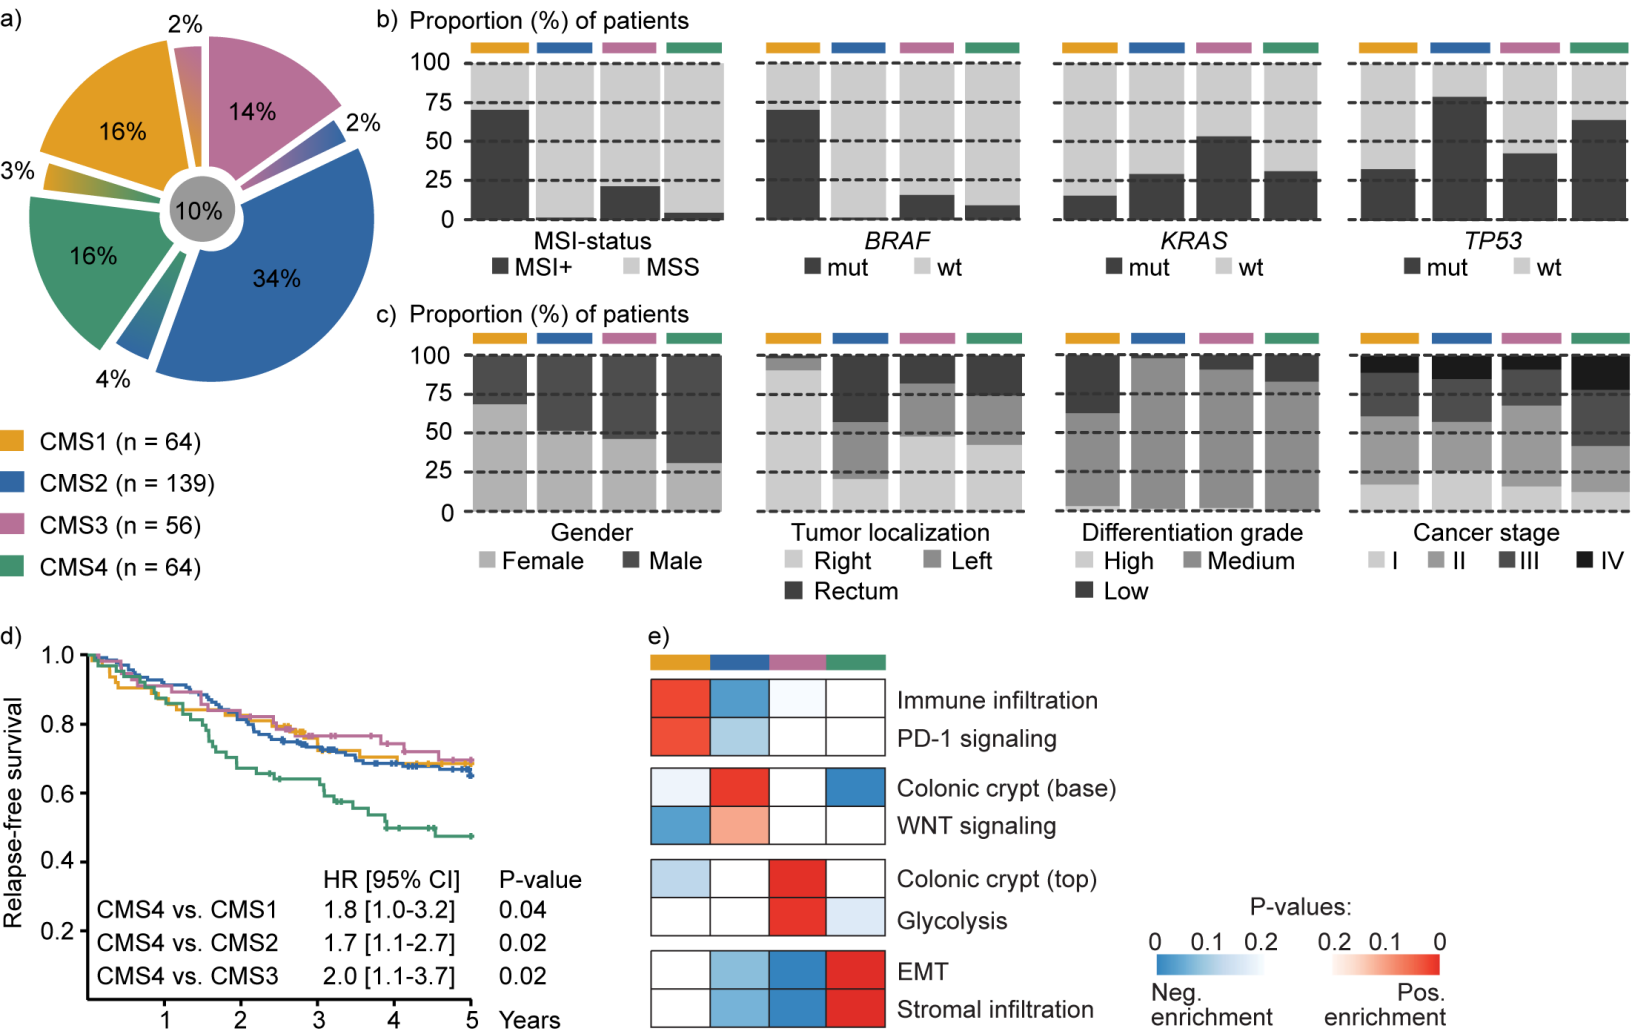 a)
2%
14%
2%
16%
3%
10%
16%
34%
4%
CMS1 (n = 64)
CMS2 (n = 139)
CMS3 (n = 56)
CMS4 (n = 64)
b) Proportion (%) of patients
100
75
50
25
0
MSI-status
MSI+ MSS
BRAF
mut wt
KRAS
mut wt
TP53
mut wt
c) Proportion (%) of patients
100
75
50
25
0
Gender
Female Male
Tumor localization
Right Left
Rectum
Differentiation grade
High Medium
Low
Cancer stage
I II III IV
d)
Relapse-free survival
1.0
0.8
0.6
0.4
0.2
HR [95% CI] P-value
CMS4 vs. CMS1 1.8 [1.0-3.2] 0.04
CMS4 vs. CMS2 1.7 [1.1-2.7] 0.02
CMS4 vs. CMS3 2.0 [1.1-3.7] 0.02
1 2 3 4 5 Years
e)
Immune infiltration
PD-1 signaling
Colonic crypt (base)
WNT signaling
Colonic crypt (top)
Glycolysis
EMT
Stromal infiltration
P-values:
0 0.1 0.2 0.2 0.1 0
Neg. enrichment
Pos. enrichment